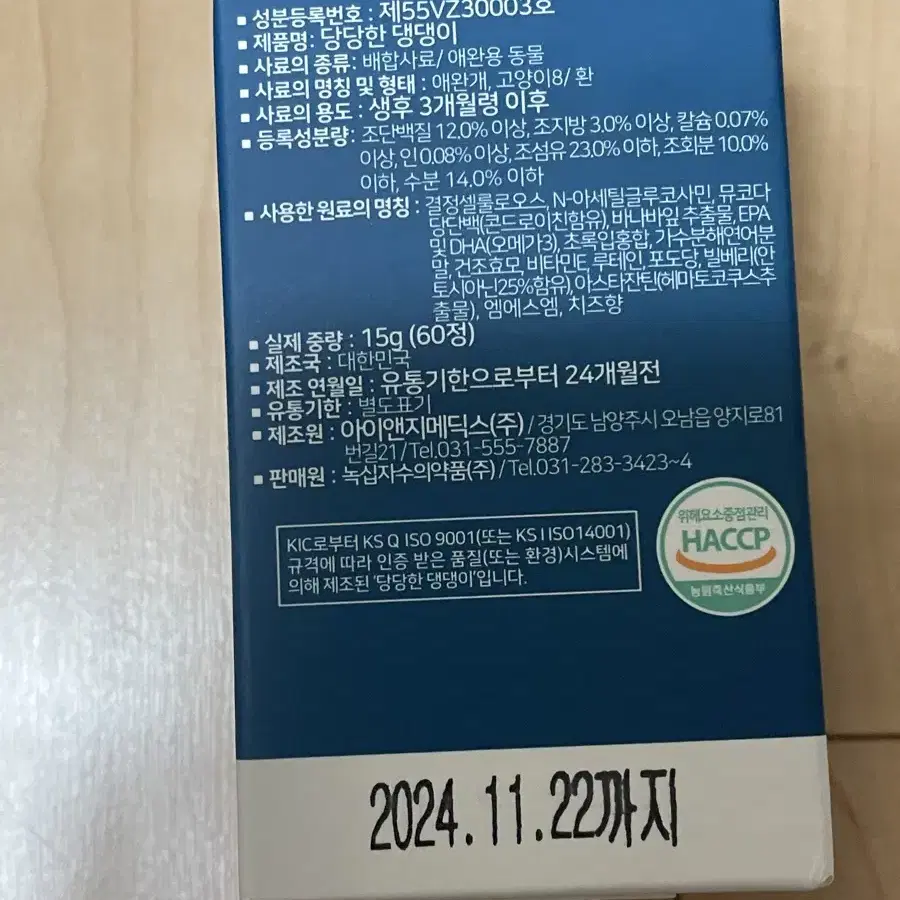 ▪ 성분등록번호 : 제55VZ30003호
▪ 제품명: 당당한 댕댕이
▪ 사료의 종류: 배합사료/ 애완용 동물
▪ 사료의 명칭 및 형태 : 애완개, 고양이8/ 환
▪ 사료의 용도 : 생후 3개월령 이후
▪ 등록성분량: 조단백질 12.0% 이상, 조지방 3.0% 이상, 칼슘 0.07%
이상, 인 0.08% 이상, 조섬유 23.0% 이하, 조회분 10.0%
이하, 수분 14.0% 이하
▪ 사용한 원료의 명칭 : 결정셀룰로오스, N-아세틸글루코사민, 뮤코다
당단백(콘드로이친함유), 바나바잎 추출물, EPA
및 DHA(오메가3), 초록입홍합, 가수분해연어분
말, 건조효모, 비타민E, 루테인, 포도당, 빌베리(안
토시아닌25%함유),아스타잔틴(헤마토코쿠스추
출물), 엠에스엠, 치즈향
▪ 실제 중량 : 15g (60정)
▪ 제조국 : 대한민국
▪ 제조 연월일 : 유통기한으로부터 24개월전
▪ 유통기한 : 별도표기
▪ 제조원 : 아이앤지메딕스(주) / 경기도 남양주시 오남읍 양지로81
번길21 / Tel.031-555-7887
▪ 판매원 : 녹십자수의약품(주) / Tel.031-283-3423~4
KIC로부터 KS Q ISO 9001(또는 KS I ISO14001)
규격에 따라 인증 받은 품질(또는 환경)시스템에
의해 제조된 '당당한 댕댕이'입니다.
위해요소중점관리
HACCP
농림축산식품부
2024.11.22까지